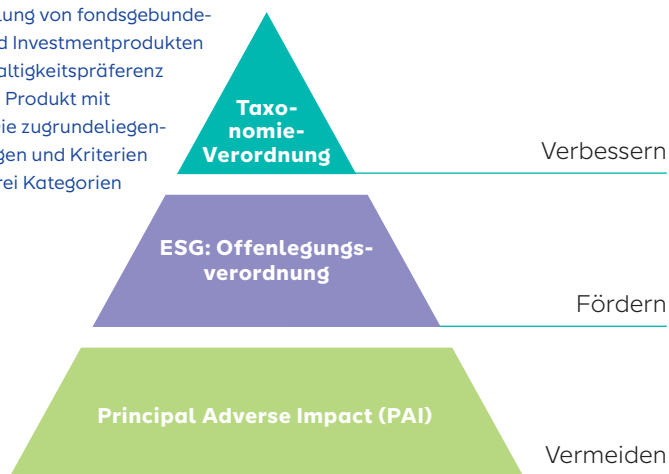 lung von fondsgebunde-
d Investmentprodukten
altigkeitspräferenz
Produkt mit
ie zugrundeliegen-
gen und Kriterien
rei Kategorien
Taxo-
nomie-
Verordnung
Verbessern
ESG: Offenlegungs-
verordnung
Fördern
Principal Adverse Impact (PAI)
Vermeiden